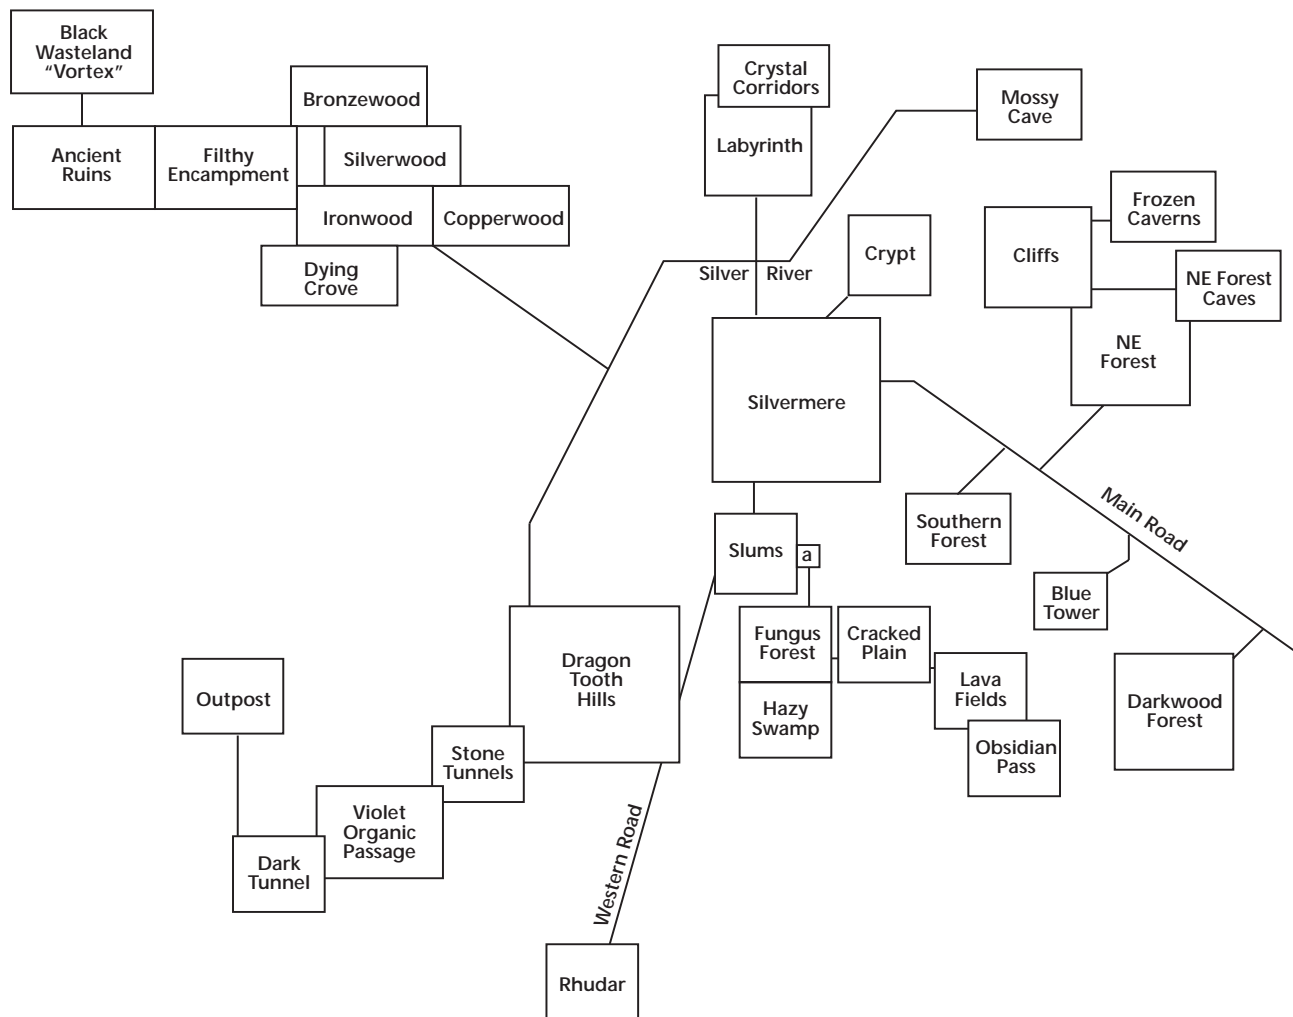 Black
Wasteland
“Vortex”
Bronzewood
Crystal
Corridors
Mossy
Cave
Ancient
Ruins
Filthy
Encampment
Silverwood
Labyrinth
Ironwood
Copperwood
Frozen
Caverns
Crypt
Cliffs
Dying
Crove
Silver River
NE Forest
Caves
NE
Forest
Silvermere
Main Road
Southern
Forest
Slums
a
Blue
Tower
Fungus
Forest
Cracked
Plain
Dragon
Tooth
Hills
Outpost
Lava
Fields
Darkwood
Forest
Hazy
Swamp
Stone
Tunnels
Obsidian
Pass
Violet
Organic
Passage
Western Road
Dark
Tunnel
Rhudar